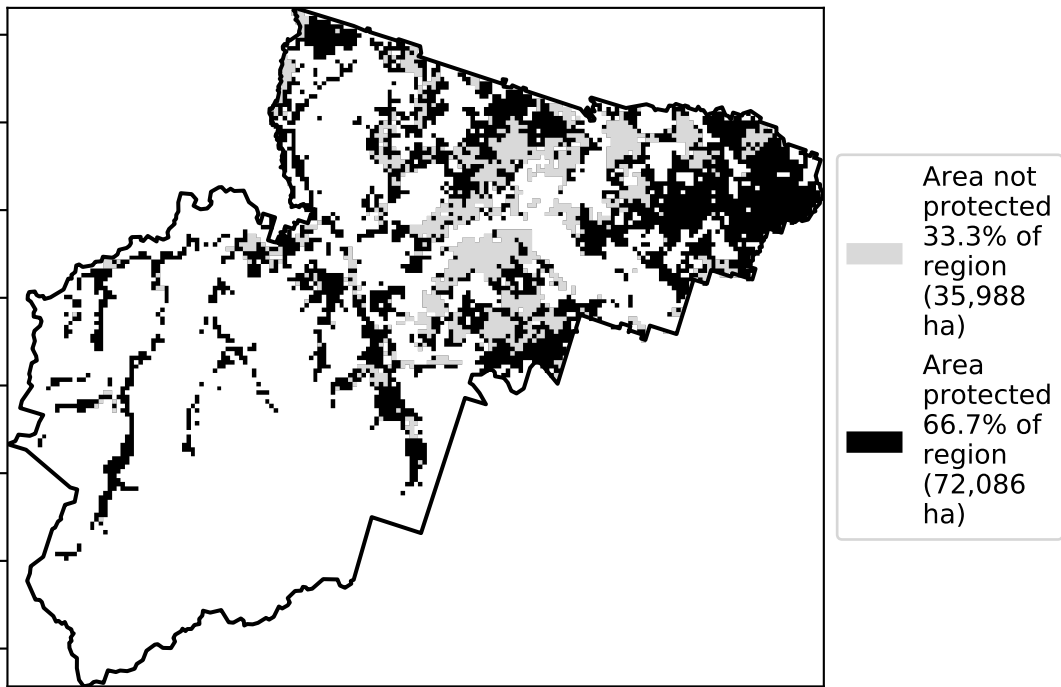 Area not
protected
33.3% of
region
(35,988
ha)
Area
protected
66.7% of
region
(72,086
ha)